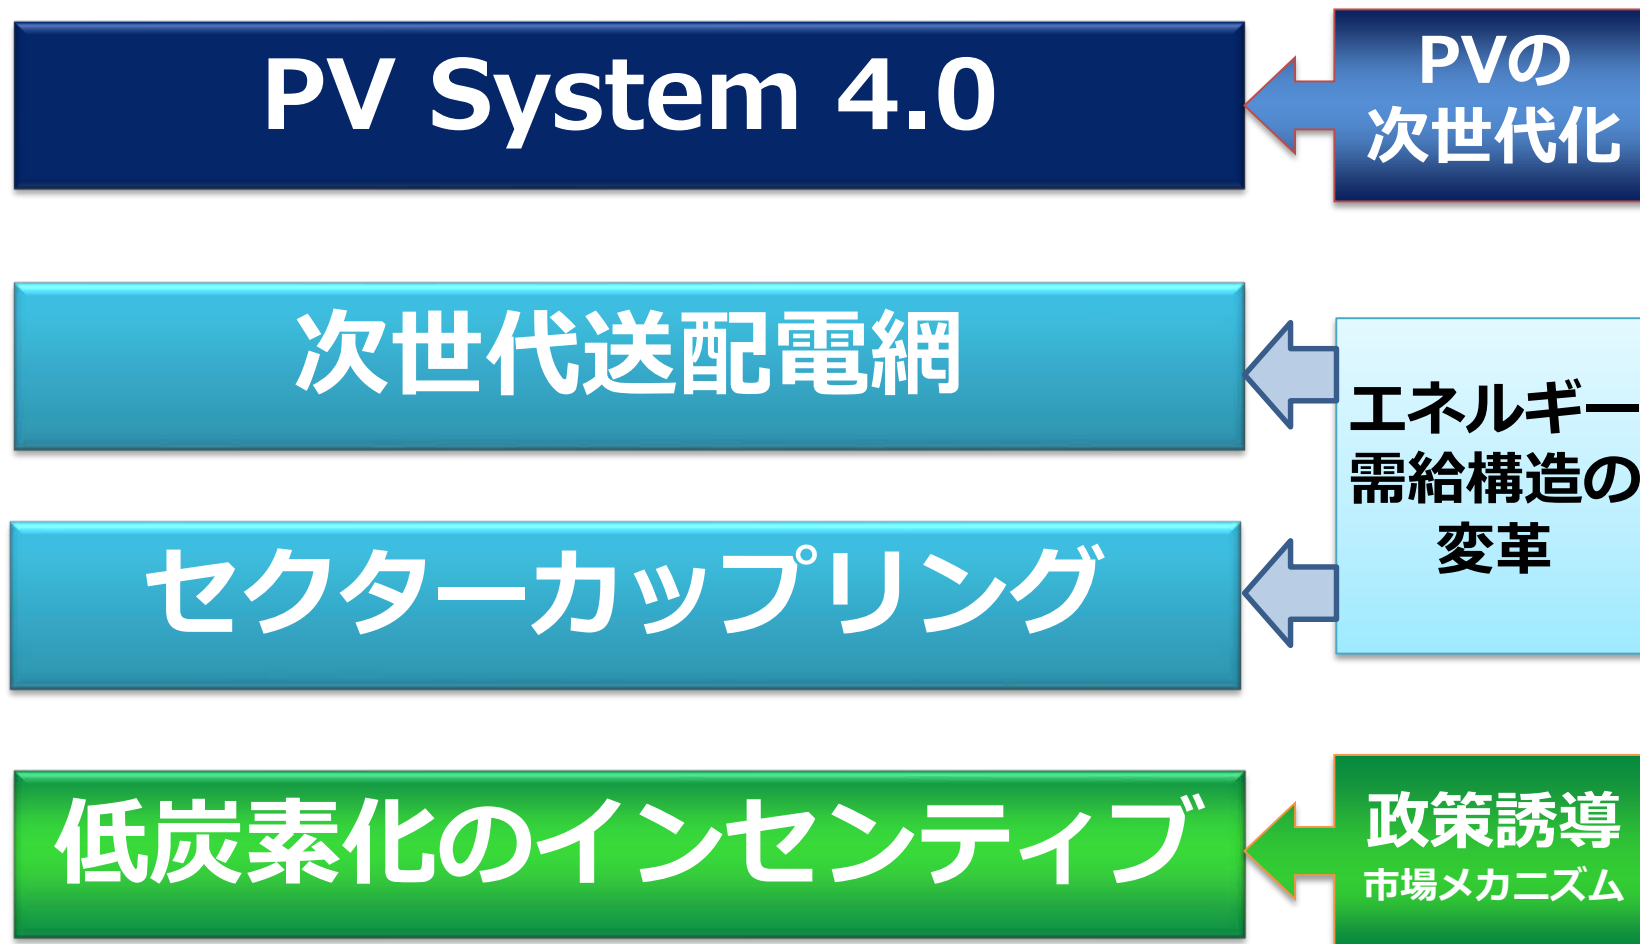 PV System 4.0
PVの
次世代化
次世代送配電網
エネルギー
需給構造の
変革
セクターカップリング
低炭素化のインセンティブ
政策誘導
市場メカニズム